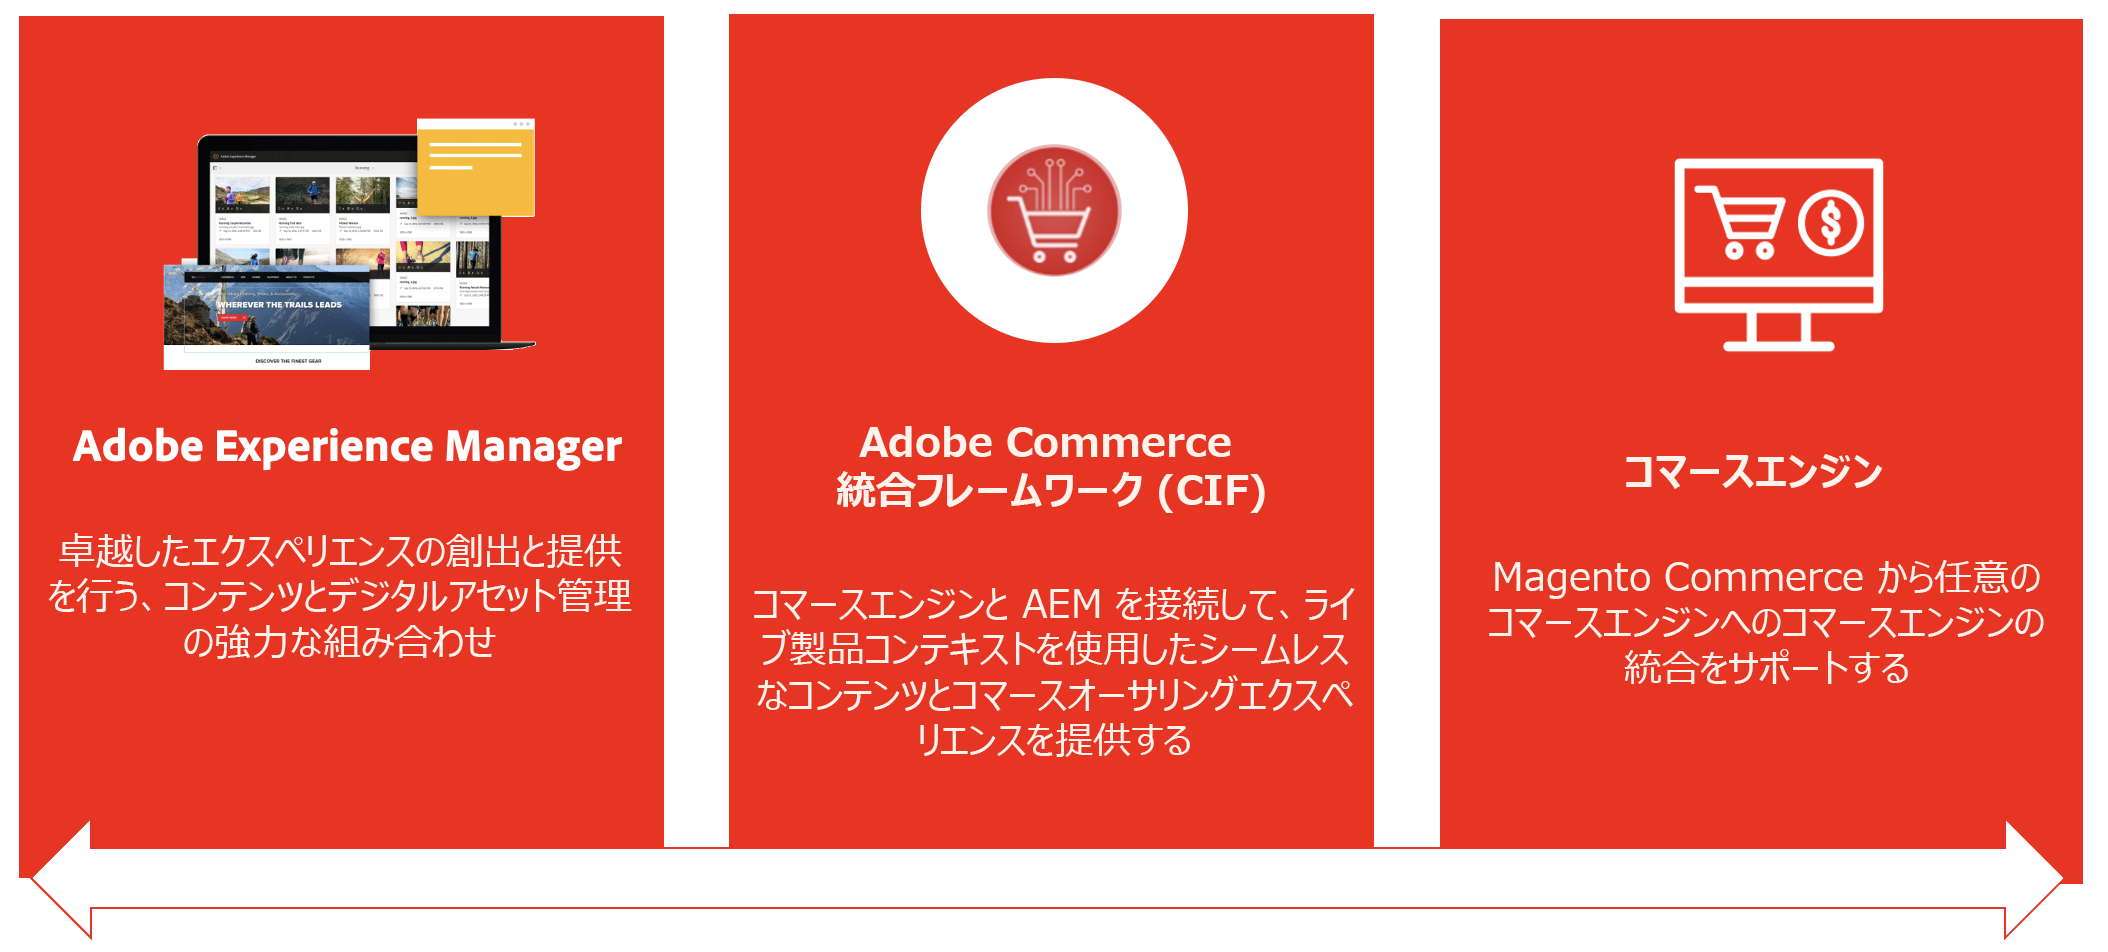 Adobe Experience Manager
Running
WHEREVER THE TRAILS LEADS
DISCOVER THE FINEST GEAR
Adobe Experience Manager
卓越したエクスペリエンスの創出と提供
を行う、コンテンツとデジタルアセット管理
の強力な組み合わせ
Adobe Commerce
統合フレームワーク (CIF)
コマースエンジンと AEM を接続して、ライ
ブ製品コンテキストを使用したシームレス
なコンテンツとコマースオーサリングエクスペ
リエンスを提供する
コマースエンジン
Magento Commerce から任意の
コマースエンジンへのコマースエンジンの
統合をサポートする